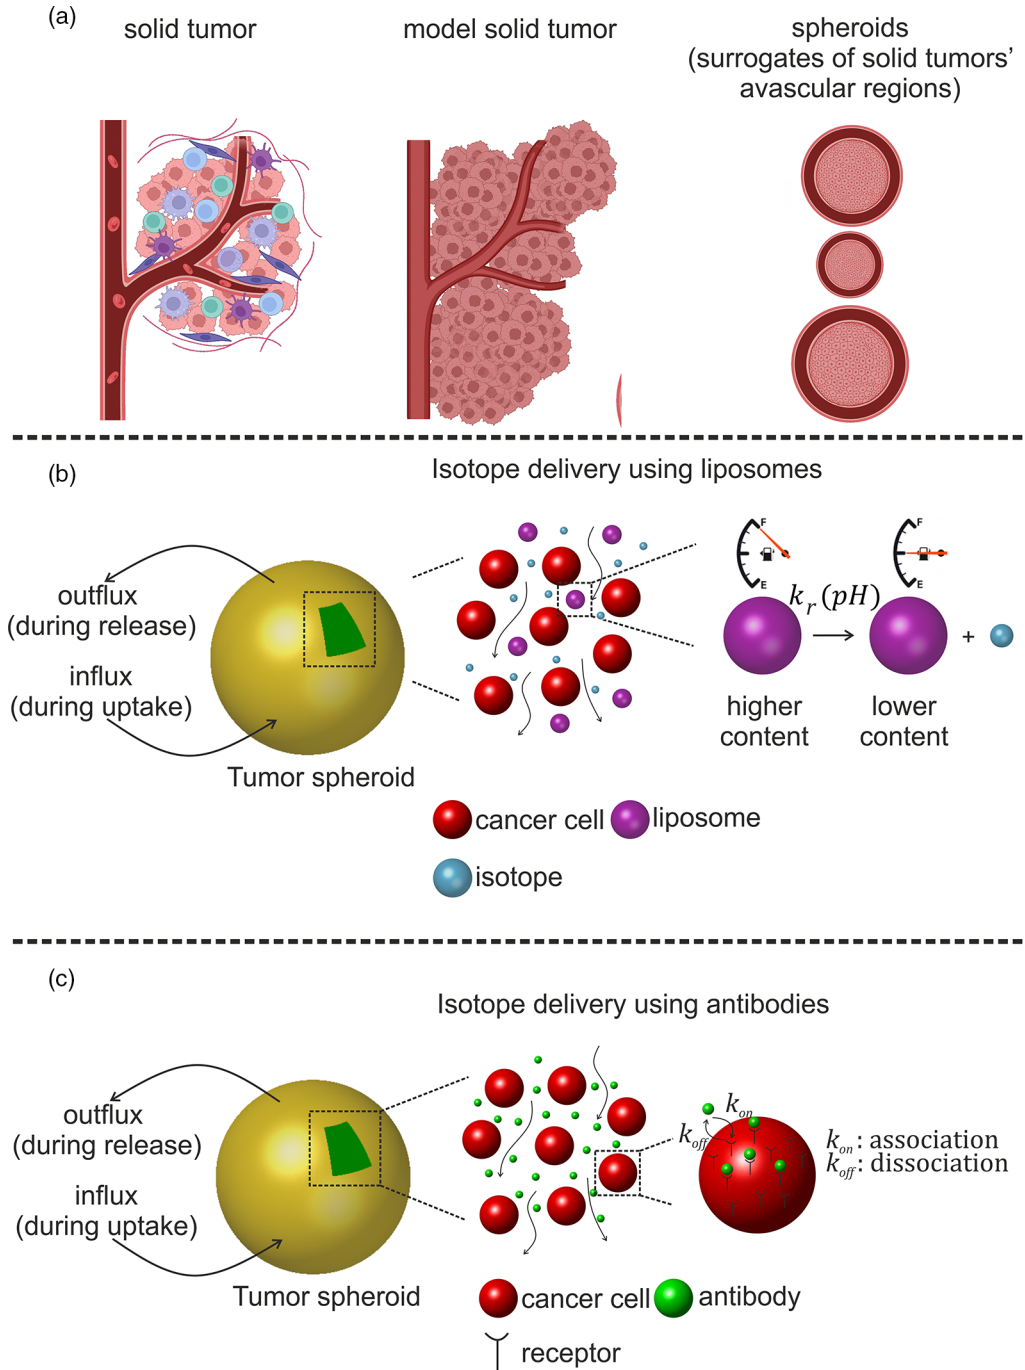 (a)
solid tumor
model solid tumor
spheroids
(surrogates of solid tumors’
avascular regions)
(b)
Isotope delivery using liposomes
outflux
(during release)
influx
(during uptake)
Tumor spheroid
F
E
F
E
k_r(pH)
+
higher
content
lower
content
cancer cell
liposome
isotope
(c)
Isotope delivery using antibodies
outflux
(during release)
influx
(during uptake)
Tumor spheroid
k_on
k_off
k_on: association
k_off: dissociation
cancer cell
antibody
receptor